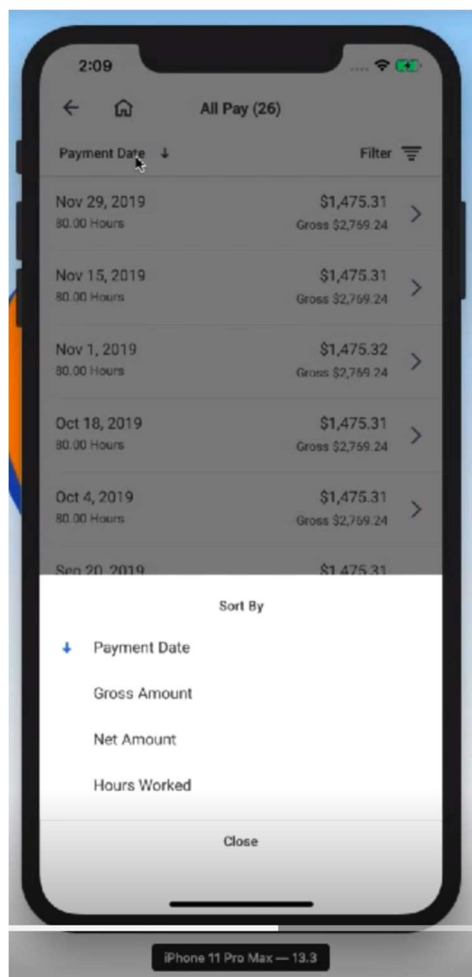 2:09
All Pay (26)
Payment Date ↓ Filter
Nov 29, 2019 $1,475.31
80.00 Hours Gross $2,769.24
Nov 15, 2019 $1,475.31
80.00 Hours Gross $2,769.24
Nov 1, 2019 $1,475.32
80.00 Hours Gross $2,769.24
Oct 18, 2019 $1,475.31
80.00 Hours Gross $2,769.24
Oct 4, 2019 $1,475.31
80.00 Hours Gross $2,769.24
Sep 20, 2019 $1,475.31
Sort By
↓ Payment Date
Gross Amount
Net Amount
Hours Worked
Close
iPhone 11 Pro Max — 13.3